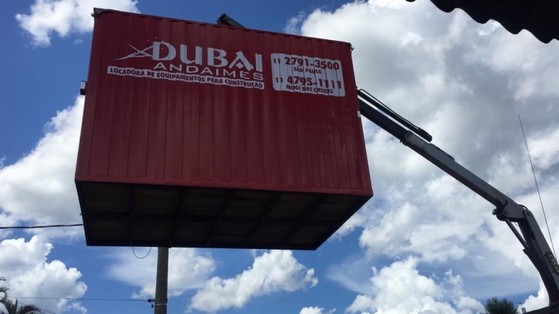 DUBAI
ANDAIMES
LOCADORA DE EQUIPAMENTOS PARA CONSTRUÇÃO
11 2791-3500
SÃO PAULO
11 4795-1111
MOGI DAS CRUZES